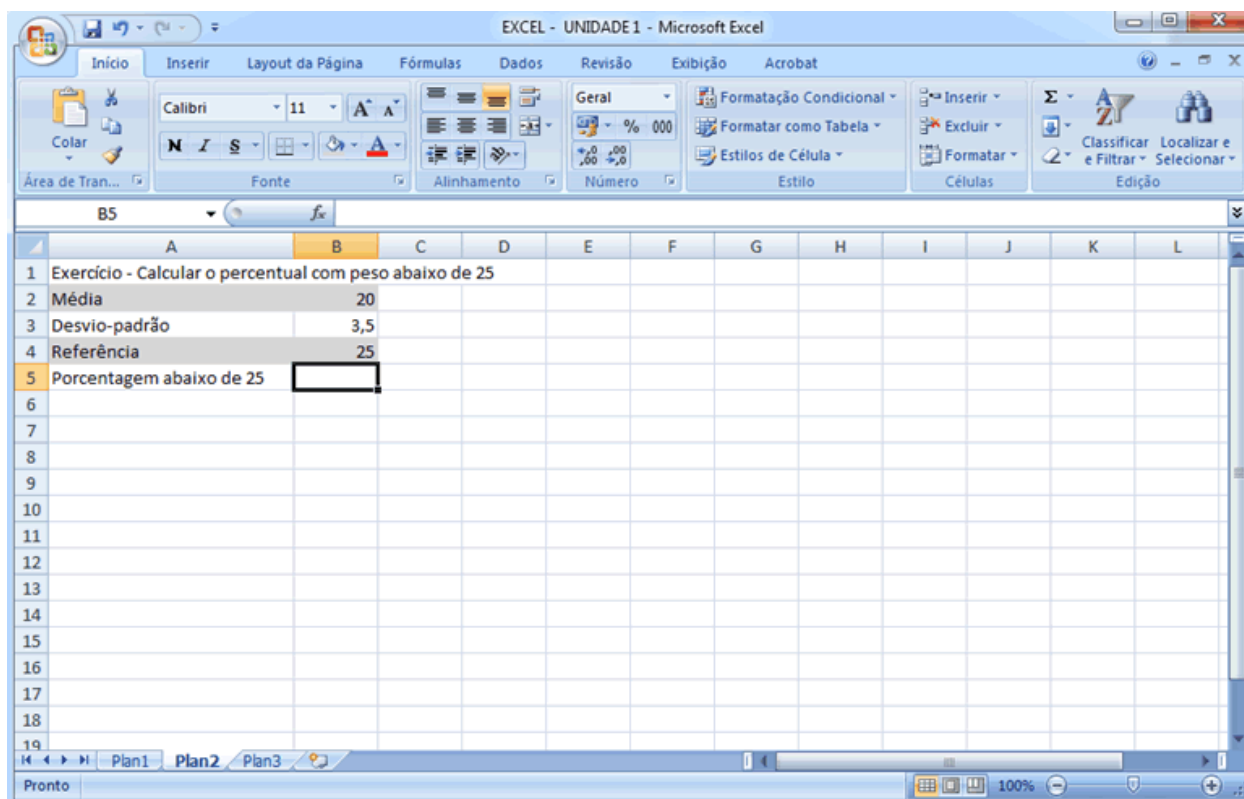 EXCEL - UNIDADE 1 - Microsoft Excel
Início Inserir Layout da Página Fórmulas Dados Revisão Exibição Acrobat
Colar
Área de Tran...
Calibri 11
N I S
Fonte
Alinhamento
Geral
% 000
Número
Formatação Condicional
Formatar como Tabela
Estilos de Célula
Estilo
Inserir
Excluir
Formatar
Células
Σ
Classificar e Filtrar
Localizar e Selecionar
Edição
B5 fx
A B C D E F G H I J K L
1 Exercício - Calcular o percentual com peso abaixo de 25
2 Média 20
3 Desvio-padrão 3,5
4 Referência 25
5 Porcentagem abaixo de 25
6
7
8
9
10
11
12
13
14
15
16
17
18
19
Plan1 Plan2 Plan3
Pronto 100%